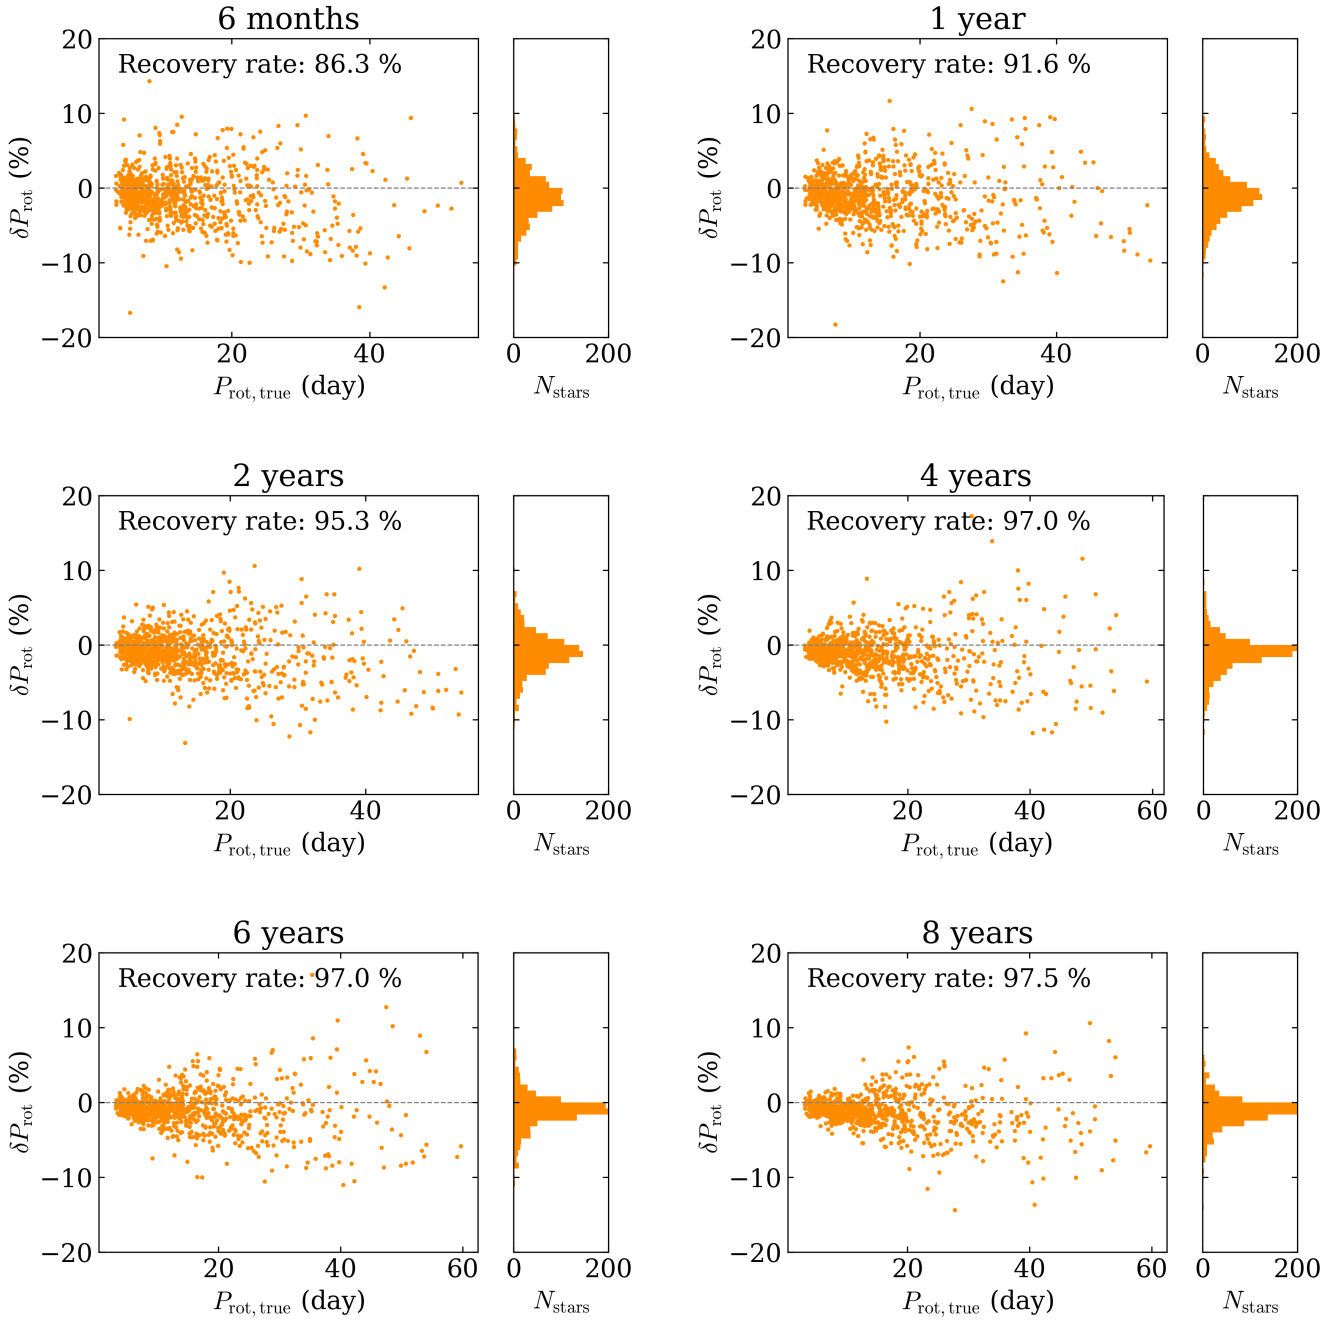 6 months
1 year
Recovery rate: 86.3 %
Recovery rate: 91.6 %
20
10
0
−10
−20
δP_rot (%)
20 40
P_rot, true (day)
0 200
N_stars
20
10
0
−10
−20
δP_rot (%)
20 40
P_rot, true (day)
0 200
N_stars
2 years
4 years
Recovery rate: 95.3 %
Recovery rate: 97.0 %
20
10
0
−10
−20
δP_rot (%)
20 40
P_rot, true (day)
0 200
N_stars
20
10
0
−10
−20
δP_rot (%)
20 40 60
P_rot, true (day)
0 200
N_stars
6 years
8 years
Recovery rate: 97.0 %
Recovery rate: 97.5 %
20
10
0
−10
−20
δP_rot (%)
20 40 60
P_rot, true (day)
0 200
N_stars
20
10
0
−10
−20
δP_rot (%)
20 40 60
P_rot, true (day)
0 200
N_stars